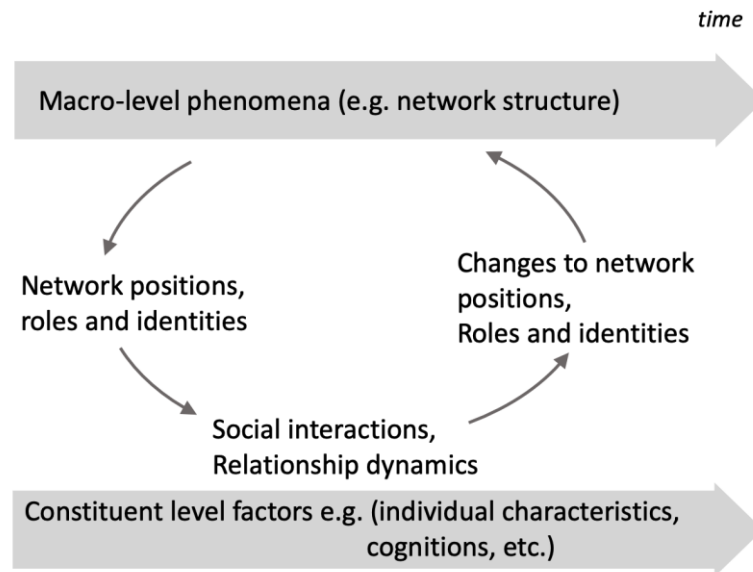 time
Macro-level phenomena (e.g. network structure)
Network positions,
roles and identities
Social interactions,
Relationship dynamics
Changes to network
positions,
Roles and identities
Constituent level factors e.g. (individual characteristics,
cognitions, etc.)